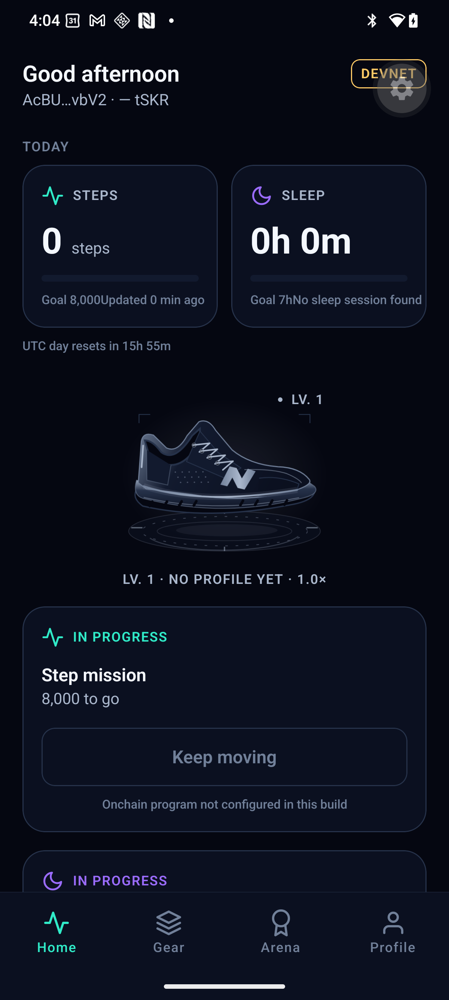 4:04 31
Good afternoon
DEVNET
AcBU...vbV2 · — tSKR
TODAY
STEPS
0 steps
Goal 8,000Updated 0 min ago
SLEEP
0h 0m
Goal 7hNo sleep session found
UTC day resets in 15h 55m
• LV. 1
N
LV. 1 · NO PROFILE YET · 1.0×
IN PROGRESS
Step mission
8,000 to go
Keep moving
Onchain program not configured in this build
IN PROGRESS
Home
Gear
Arena
Profile